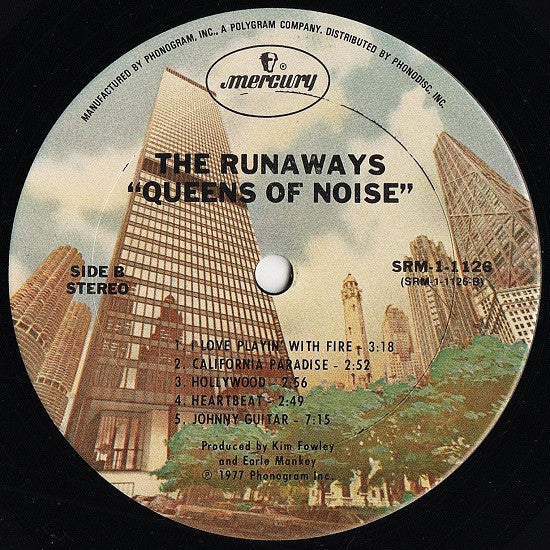 MANUFACTURED BY PHONOGRAM, INC., A POLYGRAM COMPANY. DISTRIBUTED BY PHONODISC, INC.
®
mercury
THE RUNAWAYS
"QUEENS OF NOISE"
SIDE B
STEREO
SRM-1-1126
(SRM-1-1126-B)
1. I LOVE PLAYIN' WITH FIRE - 3:18
2. CALIFORNIA PARADISE - 2:52
3. HOLLYWOOD - 2:56
4. HEARTBEAT - 2:49
5. JOHNNY GUITAR - 7:15
Produced by Kim Fowley
and Earle Mankey
℗ 1977 Phonogram Inc.